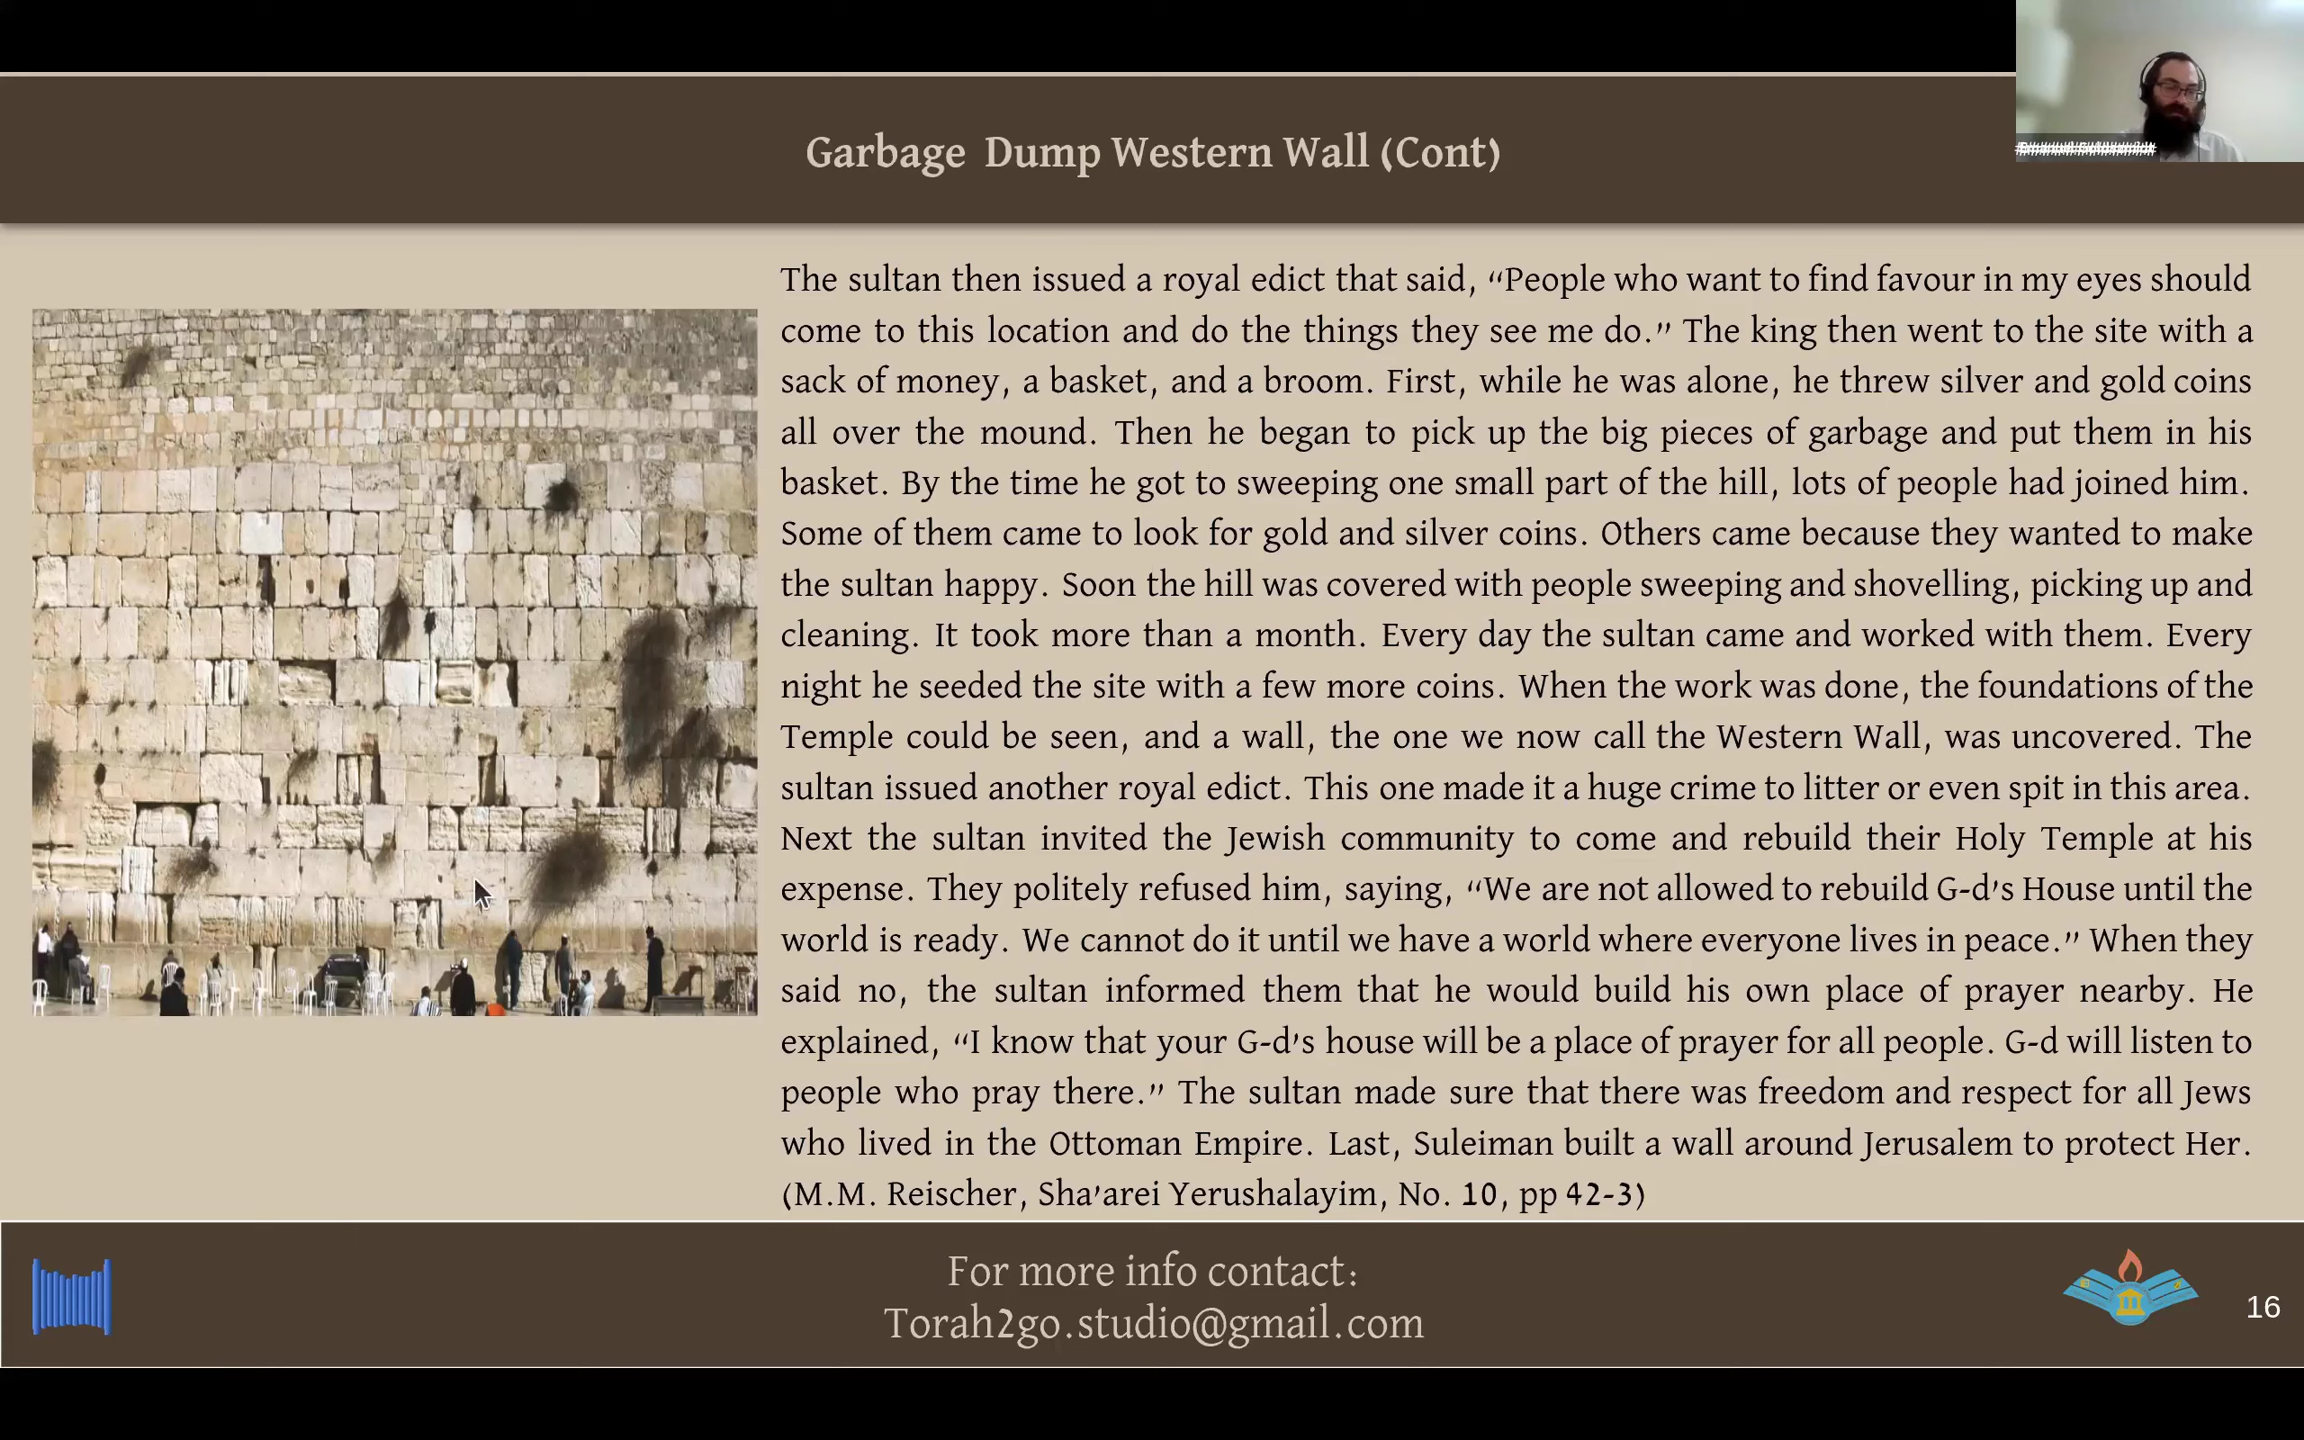 Garbage  Dump Western Wall (Cont)
The sultan then issued a royal edict that said, “People who want to find favour in my eyes should
come to this location and do the things they see me do.” The king then went to the site with a
sack of money, a basket, and a broom. First, while he was alone, he threw silver and gold coins
all over the mound. Then he began to pick up the big pieces of garbage and put them in his
basket. By the time he got to sweeping one small part of the hill, lots of people had joined him.
Some of them came to look for gold and silver coins. Others came because they wanted to make
the sultan happy. Soon the hill was covered with people sweeping and shovelling, picking up and
cleaning. It took more than a month. Every day the sultan came and worked with them. Every
night he seeded the site with a few more coins. When the work was done, the foundations of the
Temple could be seen, and a wall, the one we now call the Western Wall, was uncovered. The
sultan issued another royal edict. This one made it a huge crime to litter or even spit in this area.
Next the sultan invited the Jewish community to come and rebuild their Holy Temple at his
expense. They politely refused him, saying, “We are not allowed to rebuild G-d’s House until the
world is ready. We cannot do it until we have a world where everyone lives in peace.” When they
said no, the sultan informed them that he would build his own place of prayer nearby. He
explained, “I know that your G-d’s house will be a place of prayer for all people. G-d will listen to
people who pray there.” The sultan made sure that there was freedom and respect for all Jews
who lived in the Ottoman Empire. Last, Suleiman built a wall around Jerusalem to protect Her.
(M.M. Reischer, Sha’arei Yerushalayim, No. 10, pp 42-3)
For more info contact:
Torah2go.studio@gmail.com
16